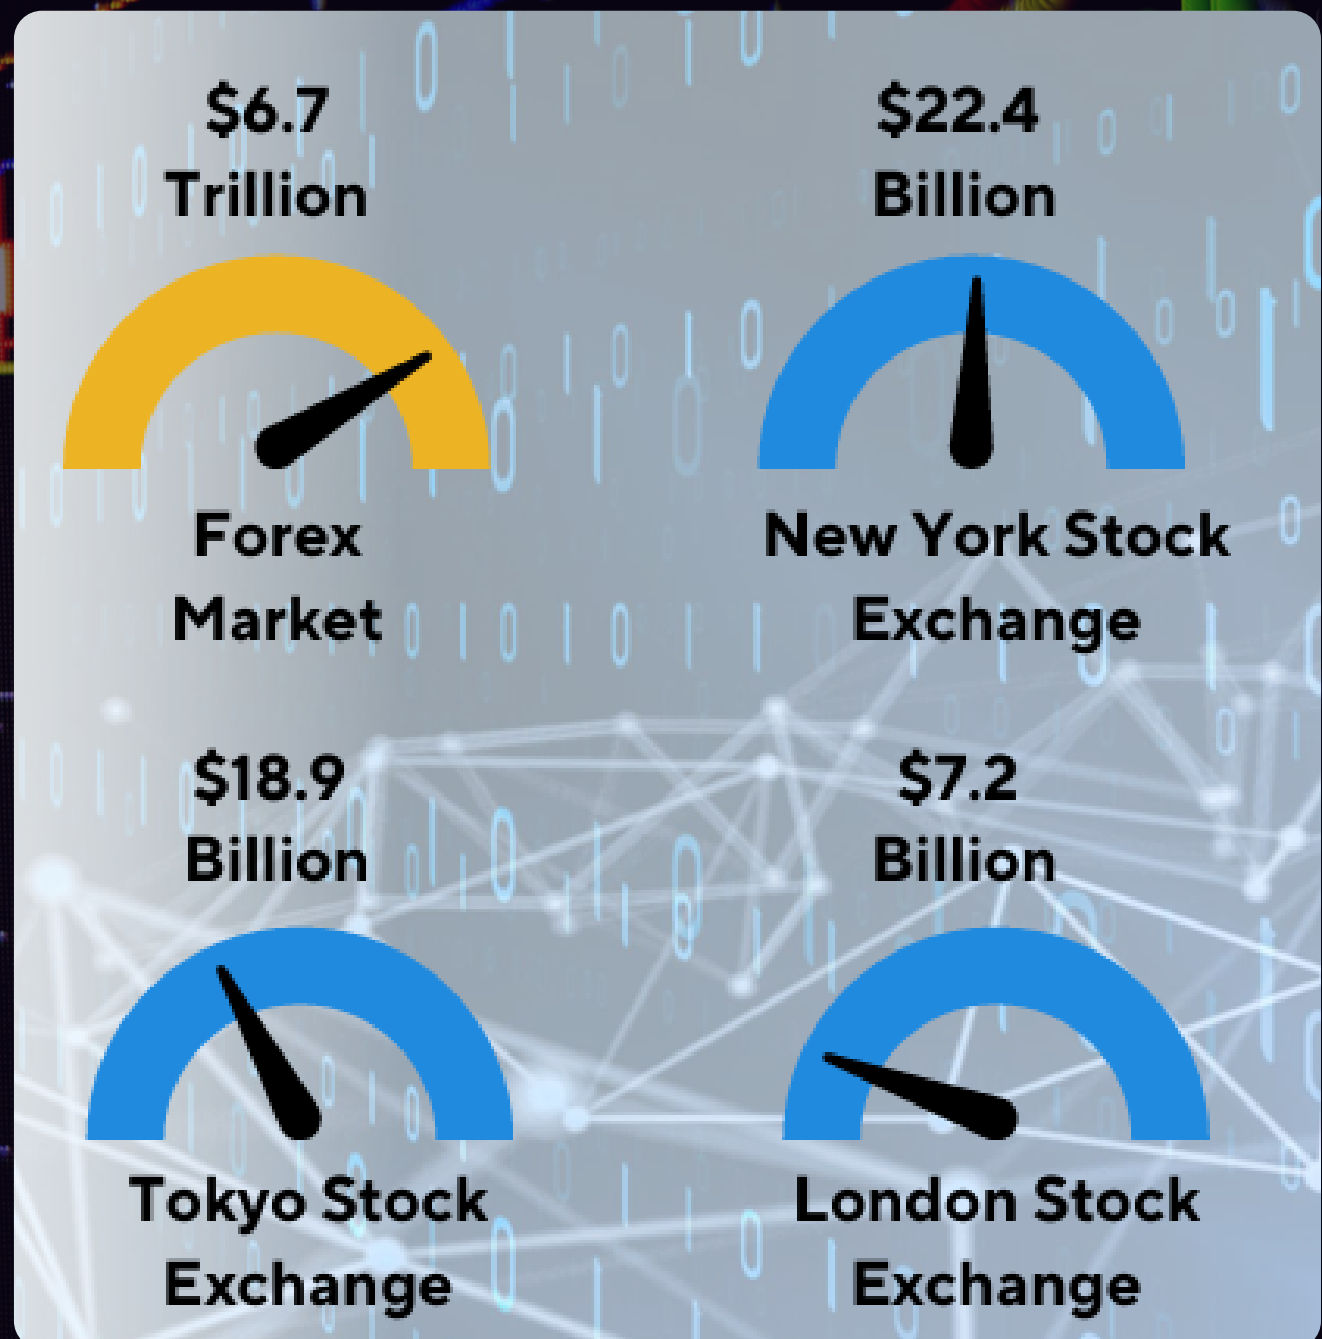 $6.7
Trillion
Forex
Market
$22.4
Billion
New York Stock
Exchange
$18.9
Billion
Tokyo Stock
Exchange
$7.2
Billion
London Stock
Exchange